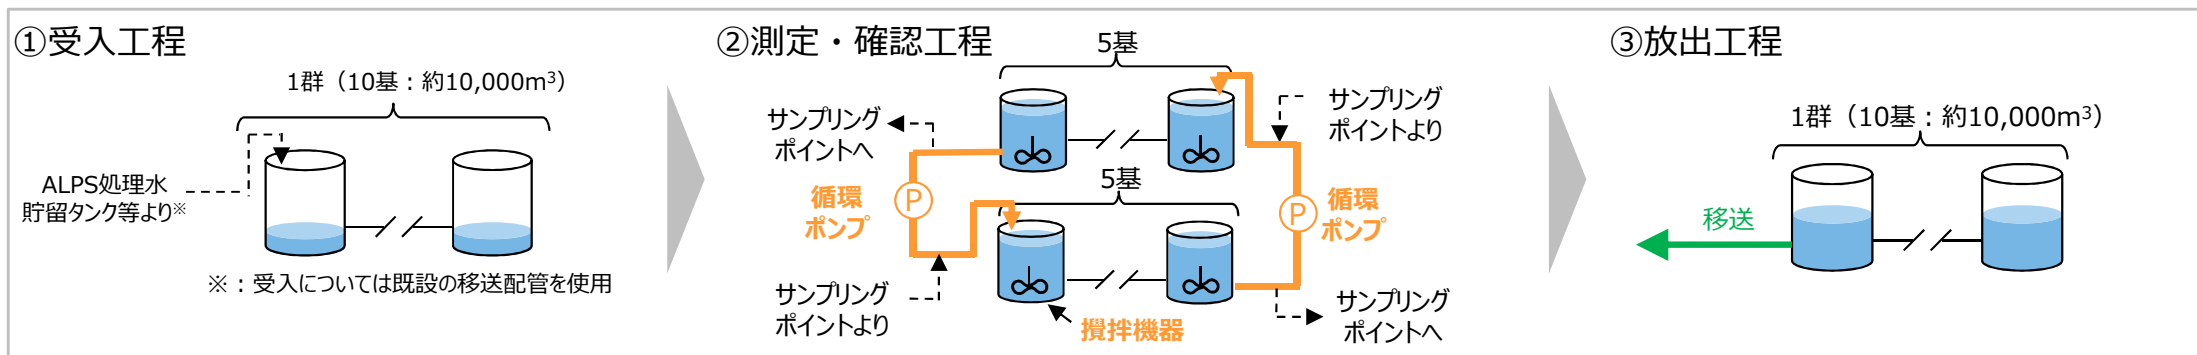 ①受入工程
1群（10基：約10,000m³）
ALPS処理水
貯留タンク等より※
※：受入については既設の移送配管を使用
②測定・確認工程
5基
サンプリング
ポイントへ
サンプリング
ポイントより
循環
ポンプ
P
5基
P
循環
ポンプ
サンプリング
ポイントより
攪拌機器
サンプリング
ポイントへ
③放出工程
1群（10基：約10,000m³）
移送